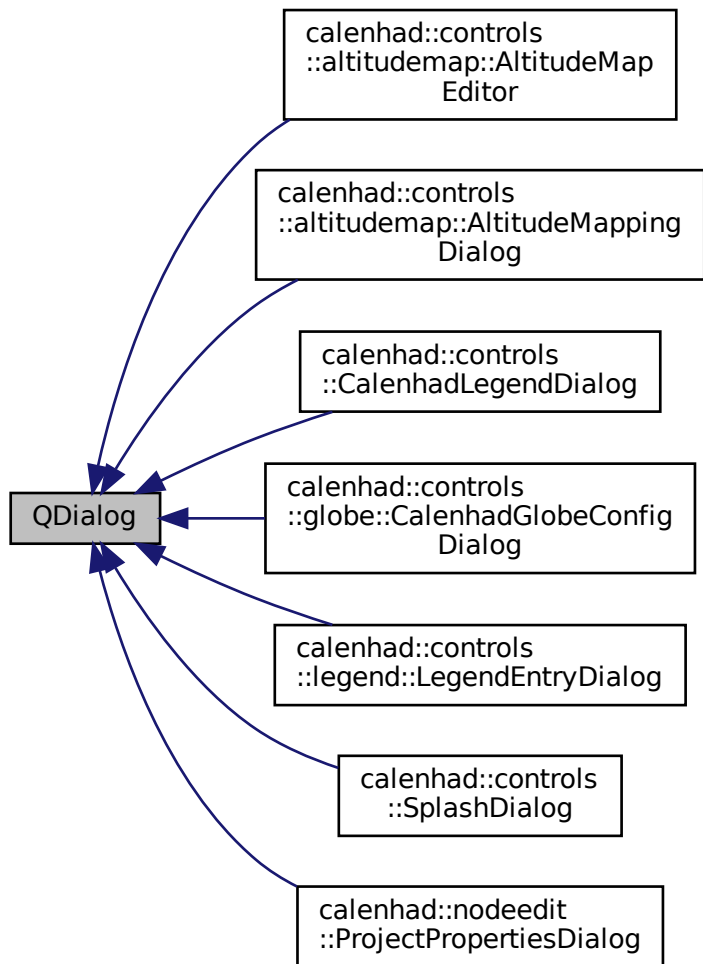 calenhad::controls
::altitudemap::AltitudeMap
Editor
calenhad::controls
::altitudemap::AltitudeMapping
Dialog
calenhad::controls
::CalenhadLegendDialog
QDialog
calenhad::controls
::globe::CalenhadGlobeConfig
Dialog
calenhad::controls
::legend::LegendEntryDialog
calenhad::controls
::SplashDialog
calenhad::nodeedit
::ProjectPropertiesDialog